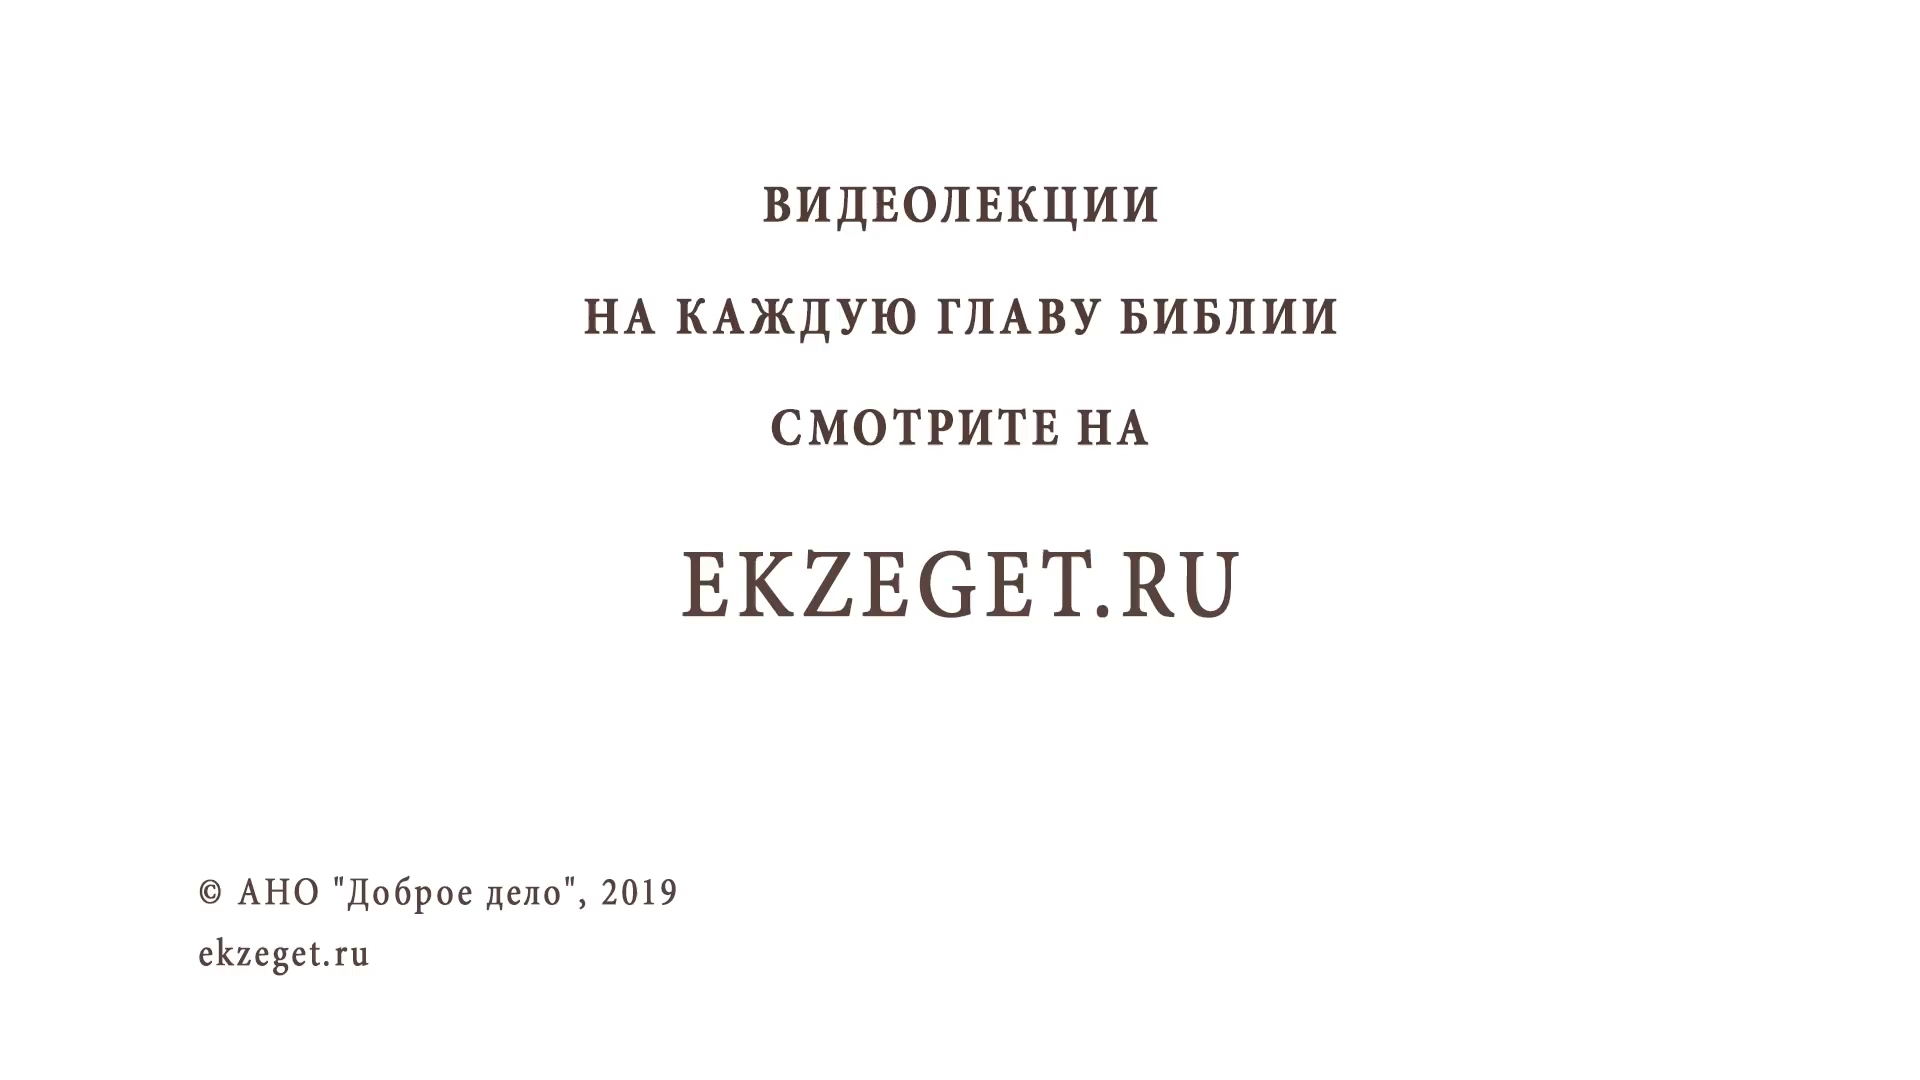 ВИДЕОЛЕКЦИИ
НА КАЖДУЮ ГЛАВУ БИБЛИИ
СМОТРИТЕ НА
EKZEGET.RU
© АНО "Доброе дело", 2019
ekzeget.ru